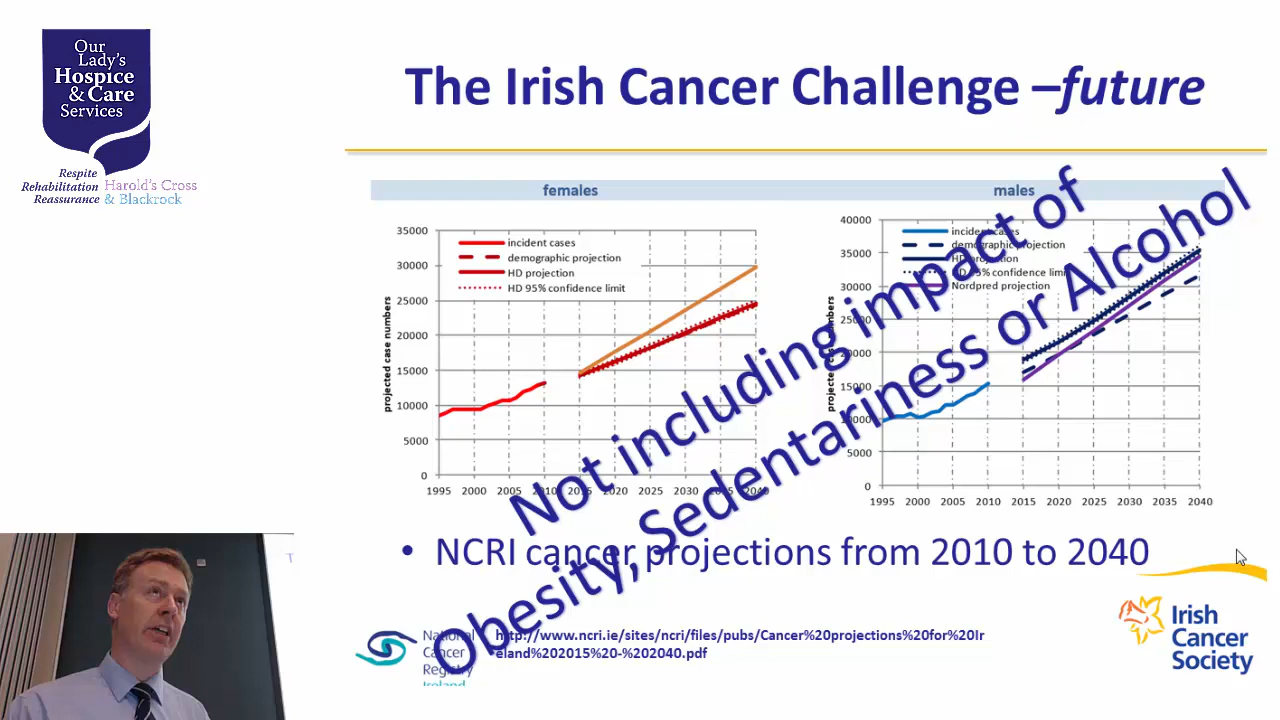 Our
Lady's
Hospice
& Care
Services
Respite
Rehabilitation
Reassurance
Harold's Cross
& Blackrock
The Irish Cancer Challenge –future
females
males
35000
30000
25000
20000
15000
10000
5000
0
projected case numbers
incident cases
demographic projection
HD projection
HD 95% confidence limit
1995 2000 2005 2010 2015 2020 2025 2030 2035 2040
40000
35000
30000
25000
20000
15000
10000
5000
0
projected case numbers
incident cases
demographic projection
HD projection
HD 95% confidence limit
Nordpred projection
1995 2000 2005 2010 2015 2020 2025 2030 2035 2040
Not including impact of
Obesity, Sedentariness or Alcohol
• NCRI cancer projections from 2010 to 2040
National
Cancer
Registry
Ireland
http://www.ncri.ie/sites/ncri/files/pubs/Cancer%20projections%20for%20Ir
eland%202015%20-%202040.pdf
Irish
Cancer
Society